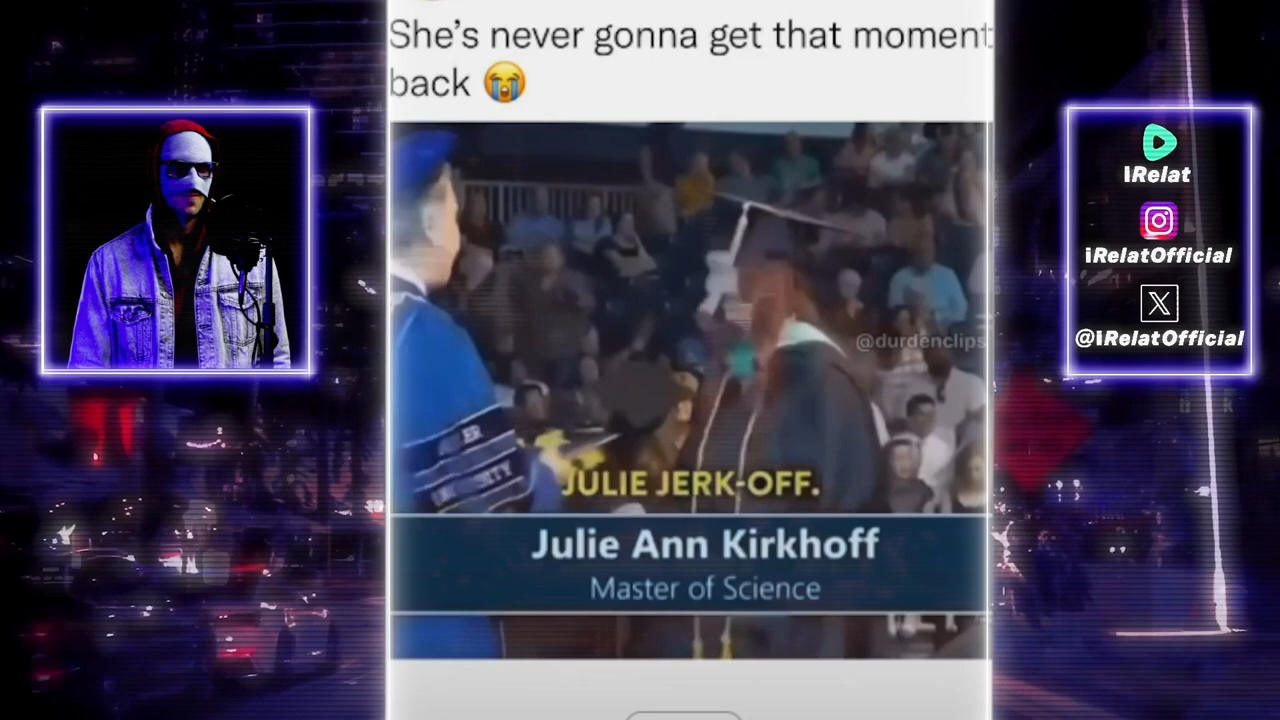 She's never gonna get that moment
back 😭
iRelat
iRelatOfficial
@iRelatOfficial
@durdenclips
JULIE JERK-OFF.
Julie Ann Kirkhoff
Master of Science